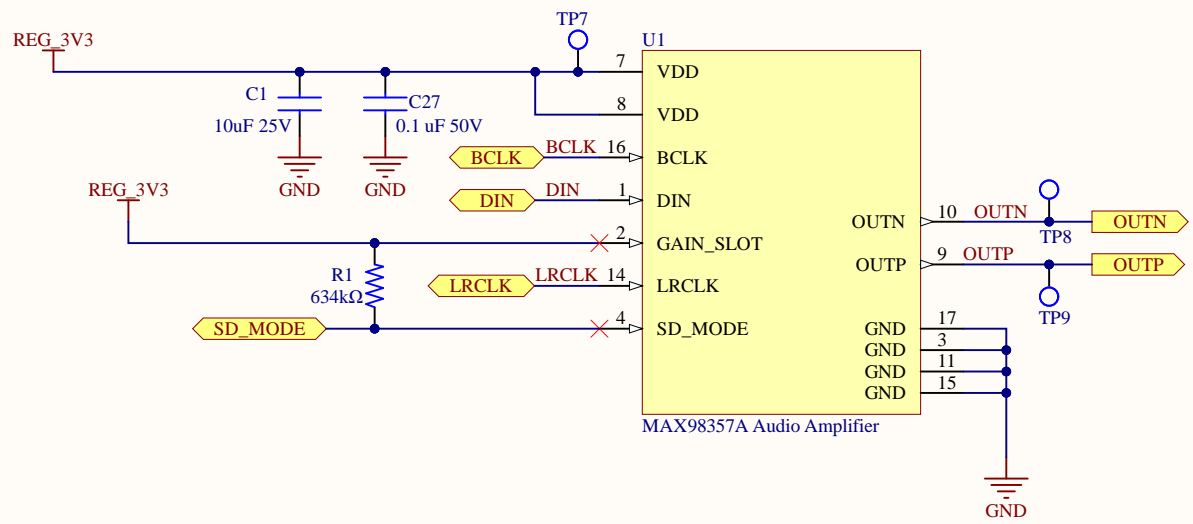 TP7
REG_3V3
U1
7 VDD
C1
10uF 25V
C27
0.1 uF 50V
8 VDD
BCLK BCLK 16 BCLK
GND GND
REG_3V3
DIN DIN 1 DIN
OUTN 10 OUTN OUTN
TP8
2 GAIN_SLOT
OUTP 9 OUTP OUTP
R1
634kΩ
LRCLK LRCLK 14 LRCLK
TP9
SD_MODE 4 SD_MODE
GND 17
GND 3
GND 11
GND 15
MAX98357A Audio Amplifier
GND